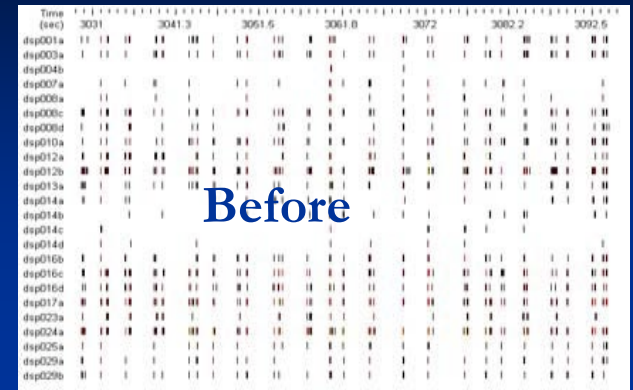 Time
(sec) 3031 3041.3 3051.5 3061.8 3072 3082.2 3092.5
dsp001a
dsp003a
dsp004b
dsp007a
dsp008a
dsp008c
dsp008d
dsp010a
dsp012a
dsp012b
dsp013a
dsp014a
dsp014b
dsp014c
dsp014d
dsp016b
dsp016c
dsp016d
dsp017a
dsp023a
dsp024a
dsp025a
dsp029a
dsp029b
Before